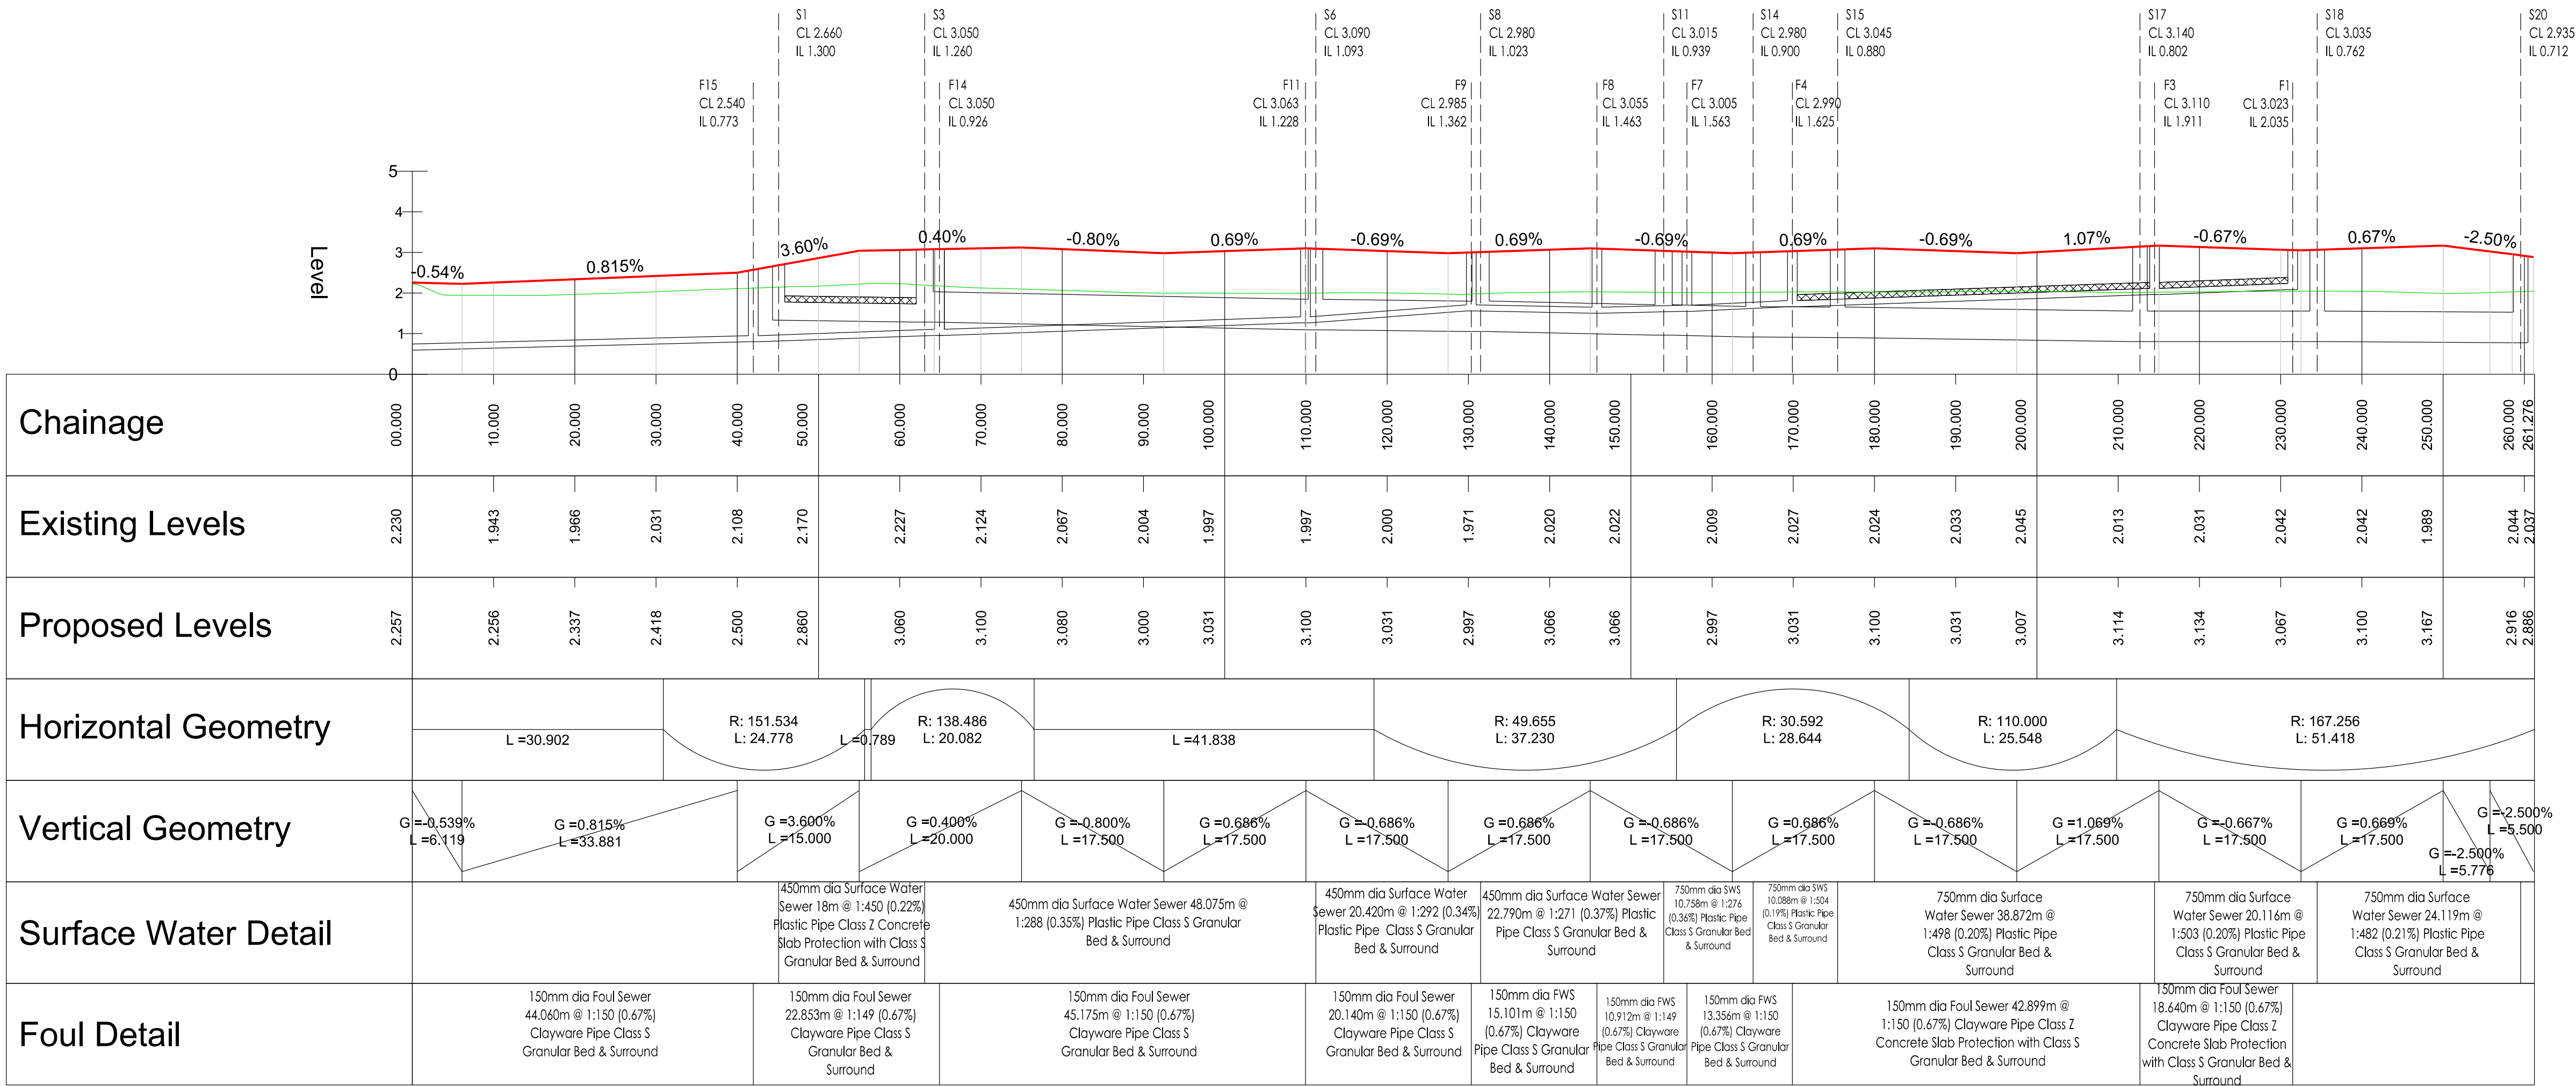 S1
CL 2.660
IL 1.300
S3
CL 3.050
IL 1.260
S6
CL 3.090
IL 1.093
S8
CL 2.980
IL 1.023
S11
CL 3.015
IL 0.939
S14
CL 2.980
IL 0.900
S15
CL 3.045
IL 0.880
S17
CL 3.140
IL 0.802
S18
CL 3.035
IL 0.762
S20
CL 2.935
IL 0.712
F15
CL 2.540
IL 0.773
F14
CL 3.050
IL 0.926
F11
CL 3.063
IL 1.228
F9
CL 2.985
IL 1.362
F8
CL 3.055
IL 1.463
F7
CL 3.005
IL 1.563
F4
CL 2.990
IL 1.625
F3
CL 3.110
IL 1.911
F1
CL 3.023
IL 2.035
5
4
3
2
1
0
Level
-0.54%
0.815%
3.60%
0.40%
-0.80%
0.69%
-0.69%
0.69%
-0.69%
0.69%
-0.69%
1.07%
-0.67%
0.67%
-2.50%
Chainage
00.000
10.000
20.000
30.000
40.000
50.000
60.000
70.000
80.000
90.000
100.000
110.000
120.000
130.000
140.000
150.000
160.000
170.000
180.000
190.000
200.000
210.000
220.000
230.000
240.000
250.000
260.000
261.276
Existing Levels
2.230
1.943
1.966
2.031
2.108
2.170
2.227
2.124
2.067
2.004
1.997
1.997
2.000
1.971
2.020
2.022
2.009
2.027
2.024
2.033
2.045
2.013
2.031
2.042
2.042
1.989
2.044
2.037
Proposed Levels
2.257
2.256
2.337
2.418
2.500
2.860
3.060
3.100
3.080
3.000
3.031
3.100
3.031
2.997
3.066
3.066
2.997
3.031
3.100
3.031
3.007
3.114
3.134
3.067
3.100
3.167
2.916
2.886
Horizontal Geometry
L =30.902
R: 151.534
L: 24.778
L =0.789
R: 138.486
L: 20.082
L =41.838
R: 49.655
L: 37.230
R: 30.592
L: 28.644
R: 110.000
L: 25.548
R: 167.256
L: 51.418
Vertical Geometry
G =-0.539%
L =6.119
G =0.815%
L =33.881
G =3.600%
L =15.000
G =0.400%
L =20.000
G =-0.800%
L =17.500
G =0.686%
L =17.500
G =-0.686%
L =17.500
G =0.686%
L =17.500
G =-0.686%
L =17.500
G =0.686%
L =17.500
G =-0.686%
L =17.500
G =1.069%
L =17.500
G =-0.667%
L =17.500
G =0.669%
L =17.500
G =-2.500%
L =5.776
G =-2.500%
L =5.500
Surface Water Detail
450mm dia Surface Water
Sewer 18m @ 1:450 (0.22%)
Plastic Pipe Class Z Concrete
Slab Protection with Class S
Granular Bed & Surround
450mm dia Surface Water Sewer 48.075m @
1:288 (0.35%) Plastic Pipe Class S Granular
Bed & Surround
450mm dia Surface Water
Sewer 20.420m @ 1:292 (0.34%)
Plastic Pipe Class S Granular
Bed & Surround
450mm dia Surface Water Sewer
22.790m @ 1:271 (0.37%) Plastic
Pipe Class S Granular Bed &
Surround
750mm dia SWS
10.758m @ 1:276
(0.36%) Plastic Pipe
Class S Granular Bed
& Surround
750mm dia SWS
10.088m @ 1:504
(0.19%) Plastic Pipe
Class S Granular
Bed & Surround
750mm dia Surface
Water Sewer 38.872m @
1:498 (0.20%) Plastic Pipe
Class S Granular Bed &
Surround
750mm dia Surface
Water Sewer 20.116m @
1:503 (0.20%) Plastic Pipe
Class S Granular Bed &
Surround
750mm dia Surface
Water Sewer 24.119m @
1:482 (0.21%) Plastic Pipe
Class S Granular Bed &
Surround
Foul Detail
150mm dia Foul Sewer
44.060m @ 1:150 (0.67%)
Clayware Pipe Class S
Granular Bed & Surround
150mm dia Foul Sewer
22.853m @ 1:149 (0.67%)
Clayware Pipe Class S
Granular Bed &
Surround
150mm dia Foul Sewer
45.175m @ 1:150 (0.67%)
Clayware Pipe Class S
Granular Bed & Surround
150mm dia Foul Sewer
20.140m @ 1:150 (0.67%)
Clayware Pipe Class S
Granular Bed & Surround
150mm dia FWS
15.101m @ 1:150
(0.67%) Clayware
Pipe Class S Granular
Bed & Surround
150mm dia FWS
10.912m @ 1:149
(0.67%) Clayware
Pipe Class S Granular
Bed & Surround
150mm dia FWS
13.356m @ 1:150
(0.67%) Clayware
Pipe Class S Granular
Bed & Surround
150mm dia Foul Sewer 42.899m @
1:150 (0.67%) Clayware Pipe Class Z
Concrete Slab Protection with Class S
Granular Bed & Surround
150mm dia Foul Sewer
18.640m @ 1:150 (0.67%)
Clayware Pipe Class Z
Concrete Slab Protection
with Class S Granular Bed &
Surround